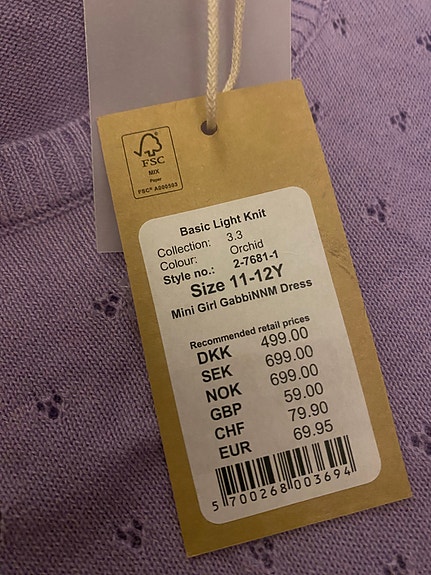 FSC
MIX
Paper
FSC® A000503
Basic Light Knit
Collection: 3.3
Colour: Orchid
Style no.: 2-7681-1
Size 11-12Y
Mini Girl GabbiNNM Dress
Recommended retail prices
DKK 499.00
SEK 699.00
NOK 699.00
GBP 59.00
CHF 79.90
EUR 69.95
5 700268 003694